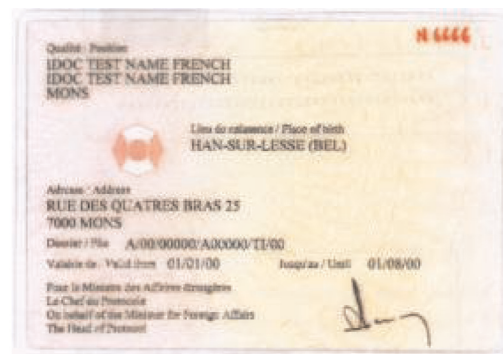 N 6666
Qualité / Position
IDOC TEST NAME FRENCH
IDOC TEST NAME FRENCH
MONS
Lieu de naissance / Place of birth
HAN-SUR-LESSE (BEL)
Adresse / Address
RUE DES QUATRES BRAS 25
7000 MONS
Dossier / File A/00/00000/A00000/TI/00
Valable de / Valid from 01/01/00 Jusqu'au / Until 01/08/00
Pour le Ministre des Affaires étrangères
Le Chef du Protocole
On behalf of the Minister for Foreign Affairs
The Head of Protocol